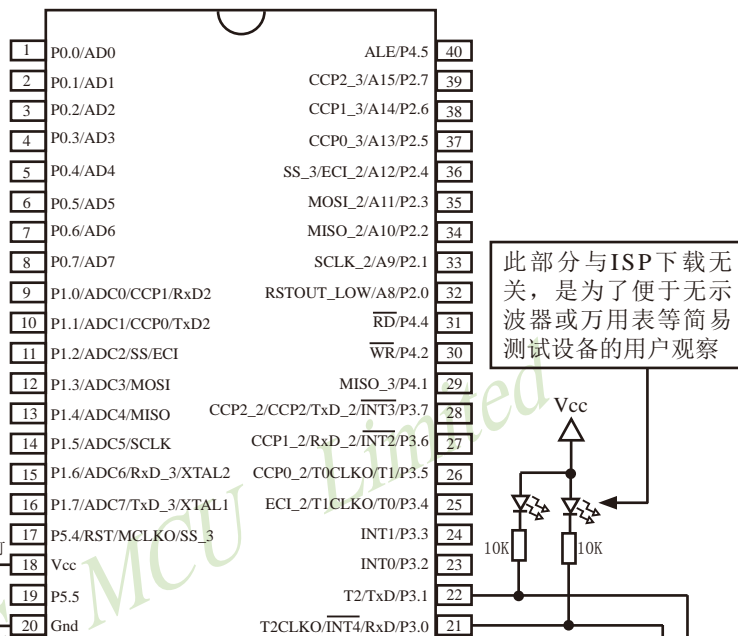 1 P0.0/AD0 ALE/P4.5 40
2 P0.1/AD1 CCP2_3/A15/P2.7 39
3 P0.2/AD2 CCP1_3/A14/P2.6 38
4 P0.3/AD3 CCP0_3/A13/P2.5 37
5 P0.4/AD4 SS_3/ECI_2/A12/P2.4 36
6 P0.5/AD5 MOSI_2/A11/P2.3 35
7 P0.6/AD6 MISO_2/A10/P2.2 34
8 P0.7/AD7 SCLK_2/A9/P2.1 33
9 P1.0/ADC0/CCP1/RxD2 RSTOUT_LOW/A8/P2.0 32
10 P1.1/ADC1/CCP0/TxD2 RD/P4.4 31
11 P1.2/ADC2/SS/ECI WR/P4.2 30
12 P1.3/ADC3/MOSI MISO_3/P4.1 29
13 P1.4/ADC4/MISO CCP2_2/CCP2/TxD_2/INT3/P3.7 28
14 P1.5/ADC5/SCLK CCP1_2/RxD_2/INT2/P3.6 27
15 P1.6/ADC6/RxD_3/XTAL2 CCP0_2/T0CLKO/T1/P3.5 26
16 P1.7/ADC7/TxD_3/XTAL1 ECI_2/T1CLKO/T0/P3.4 25
17 P5.4/RST/MCLKO/SS_3 INT1/P3.3 24
18 Vcc INT0/P3.2 23
19 P5.5 T2/TxD/P3.1 22
20 Gnd T2CLKO/INT4/RxD/P3.0 21
此部分与ISP下载无
关，是为了便于无示
波器或万用表等简易
测试设备的用户观察
Vcc
10K 10K
MCU Limited